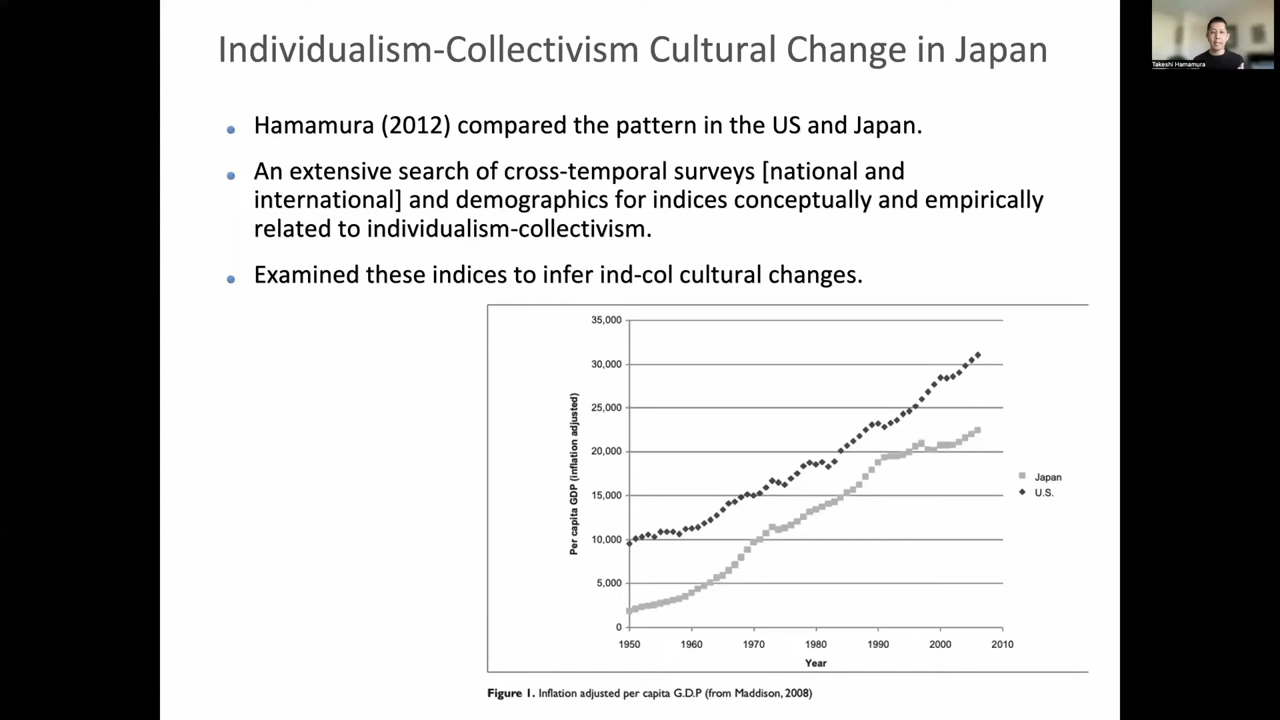 Individualism-Collectivism Cultural Change in Japan
Takeshi Hamamura
Hamamura (2012) compared the pattern in the US and Japan.
An extensive search of cross-temporal surveys [national and
international] and demographics for indices conceptually and empirically
related to individualism-collectivism.
Examined these indices to infer ind-col cultural changes.
35,000
30,000
25,000
20,000
15,000
10,000
5,000
0
Per capita GDP (inflation adjusted)
1950 1960 1970 1980 1990 2000 2010
Year
Japan
U.S.
Figure 1. Inflation adjusted per capita G.D.P (from Maddison, 2008)